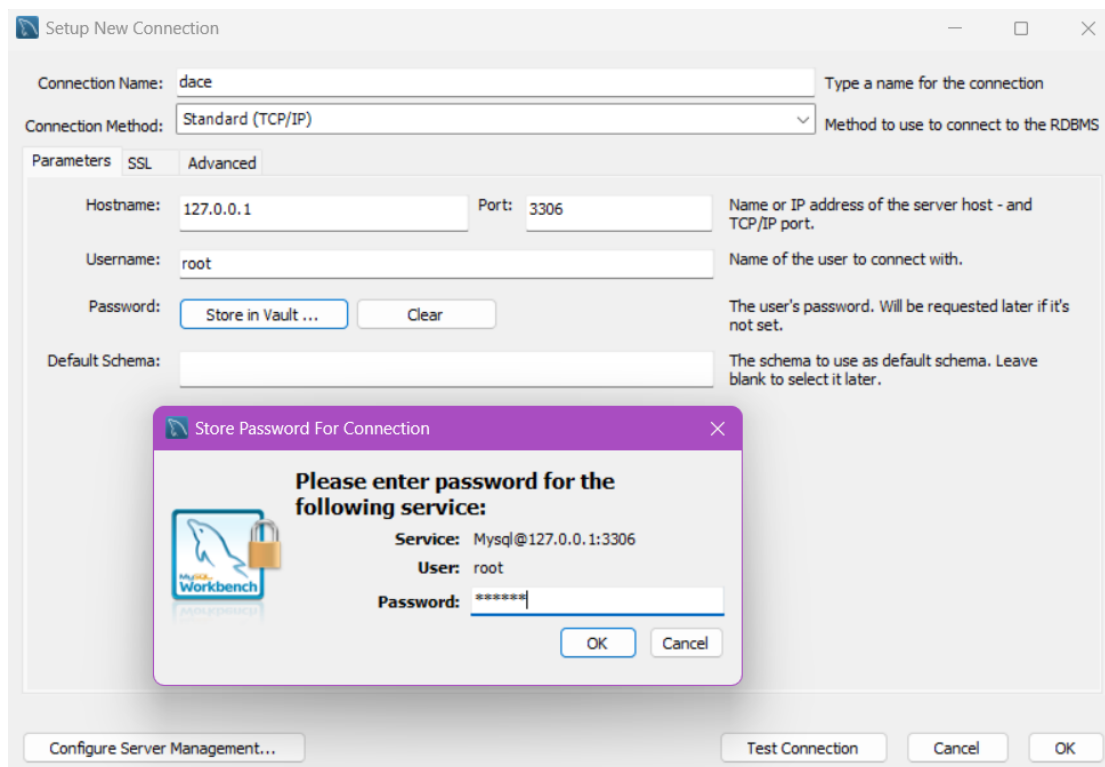 Setup New Connection
Connection Name: dace Type a name for the connection
Connection Method: Standard (TCP/IP) Method to use to connect to the RDBMS
Parameters SSL Advanced
Hostname: 127.0.0.1 Port: 3306 Name or IP address of the server host - and
TCP/IP port.
Username: root Name of the user to connect with.
Password: Store in Vault ... Clear The user's password. Will be requested later if it's
not set.
Default Schema: The schema to use as default schema. Leave
blank to select it later.
Store Password For Connection
Please enter password for the
following service:
Service: Mysql@127.0.0.1:3306
User: root
MySQL
Workbench
Password: ******
OK Cancel
Configure Server Management... Test Connection Cancel OK